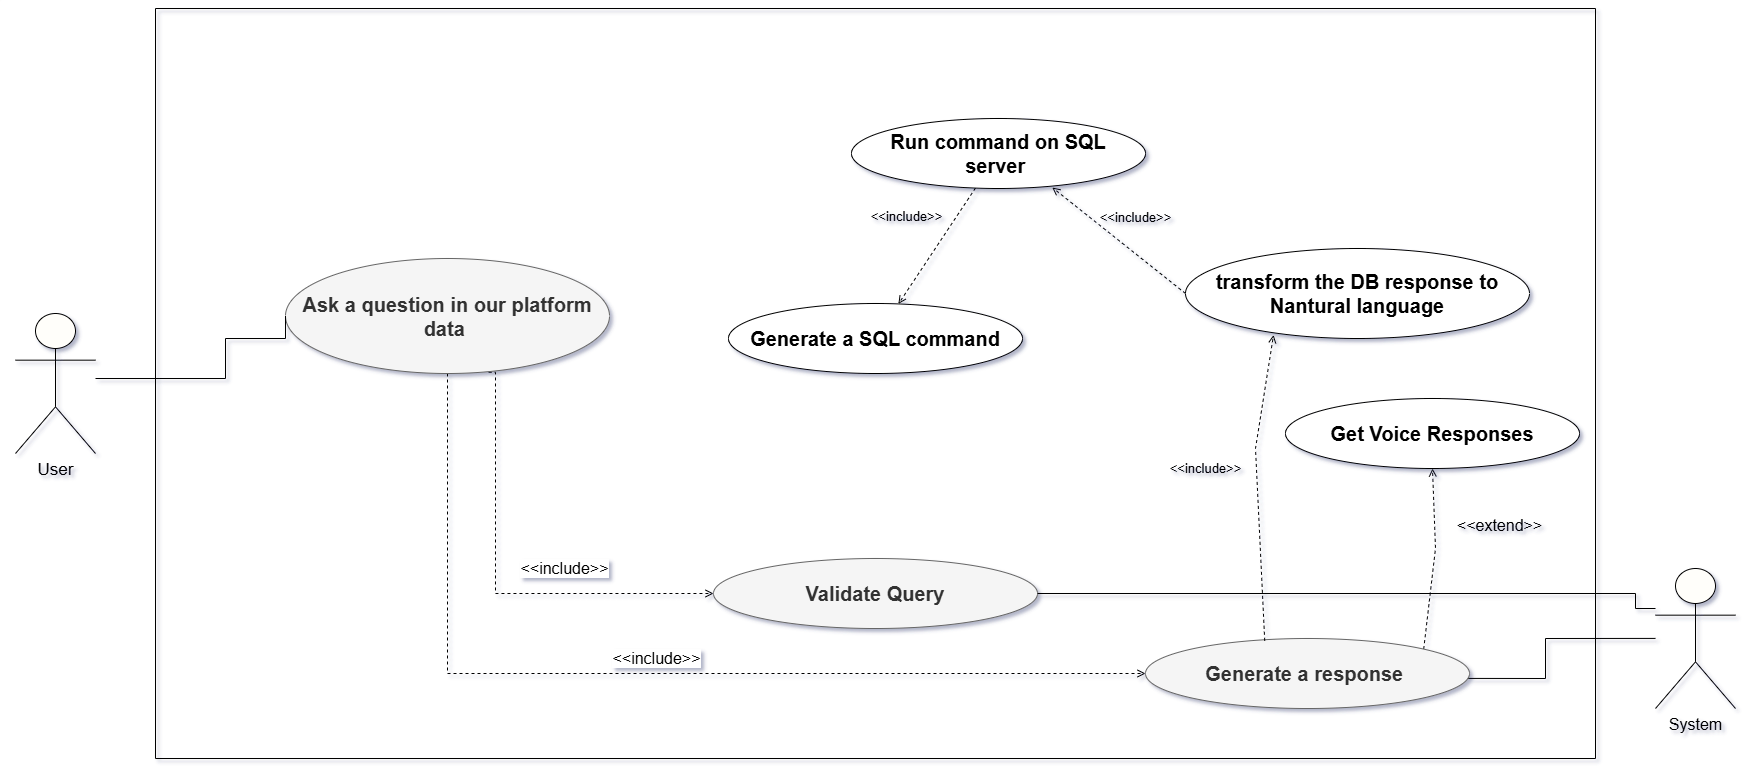 Run command on SQL
server
<<include>>
<<include>>
Ask a question in our platform
data
transform the DB response to
Nantural language
Generate a SQL command
Get Voice Responses
User
<<include>>
<<extend>>
<<include>>
Validate Query
<<include>>
Generate a response
System